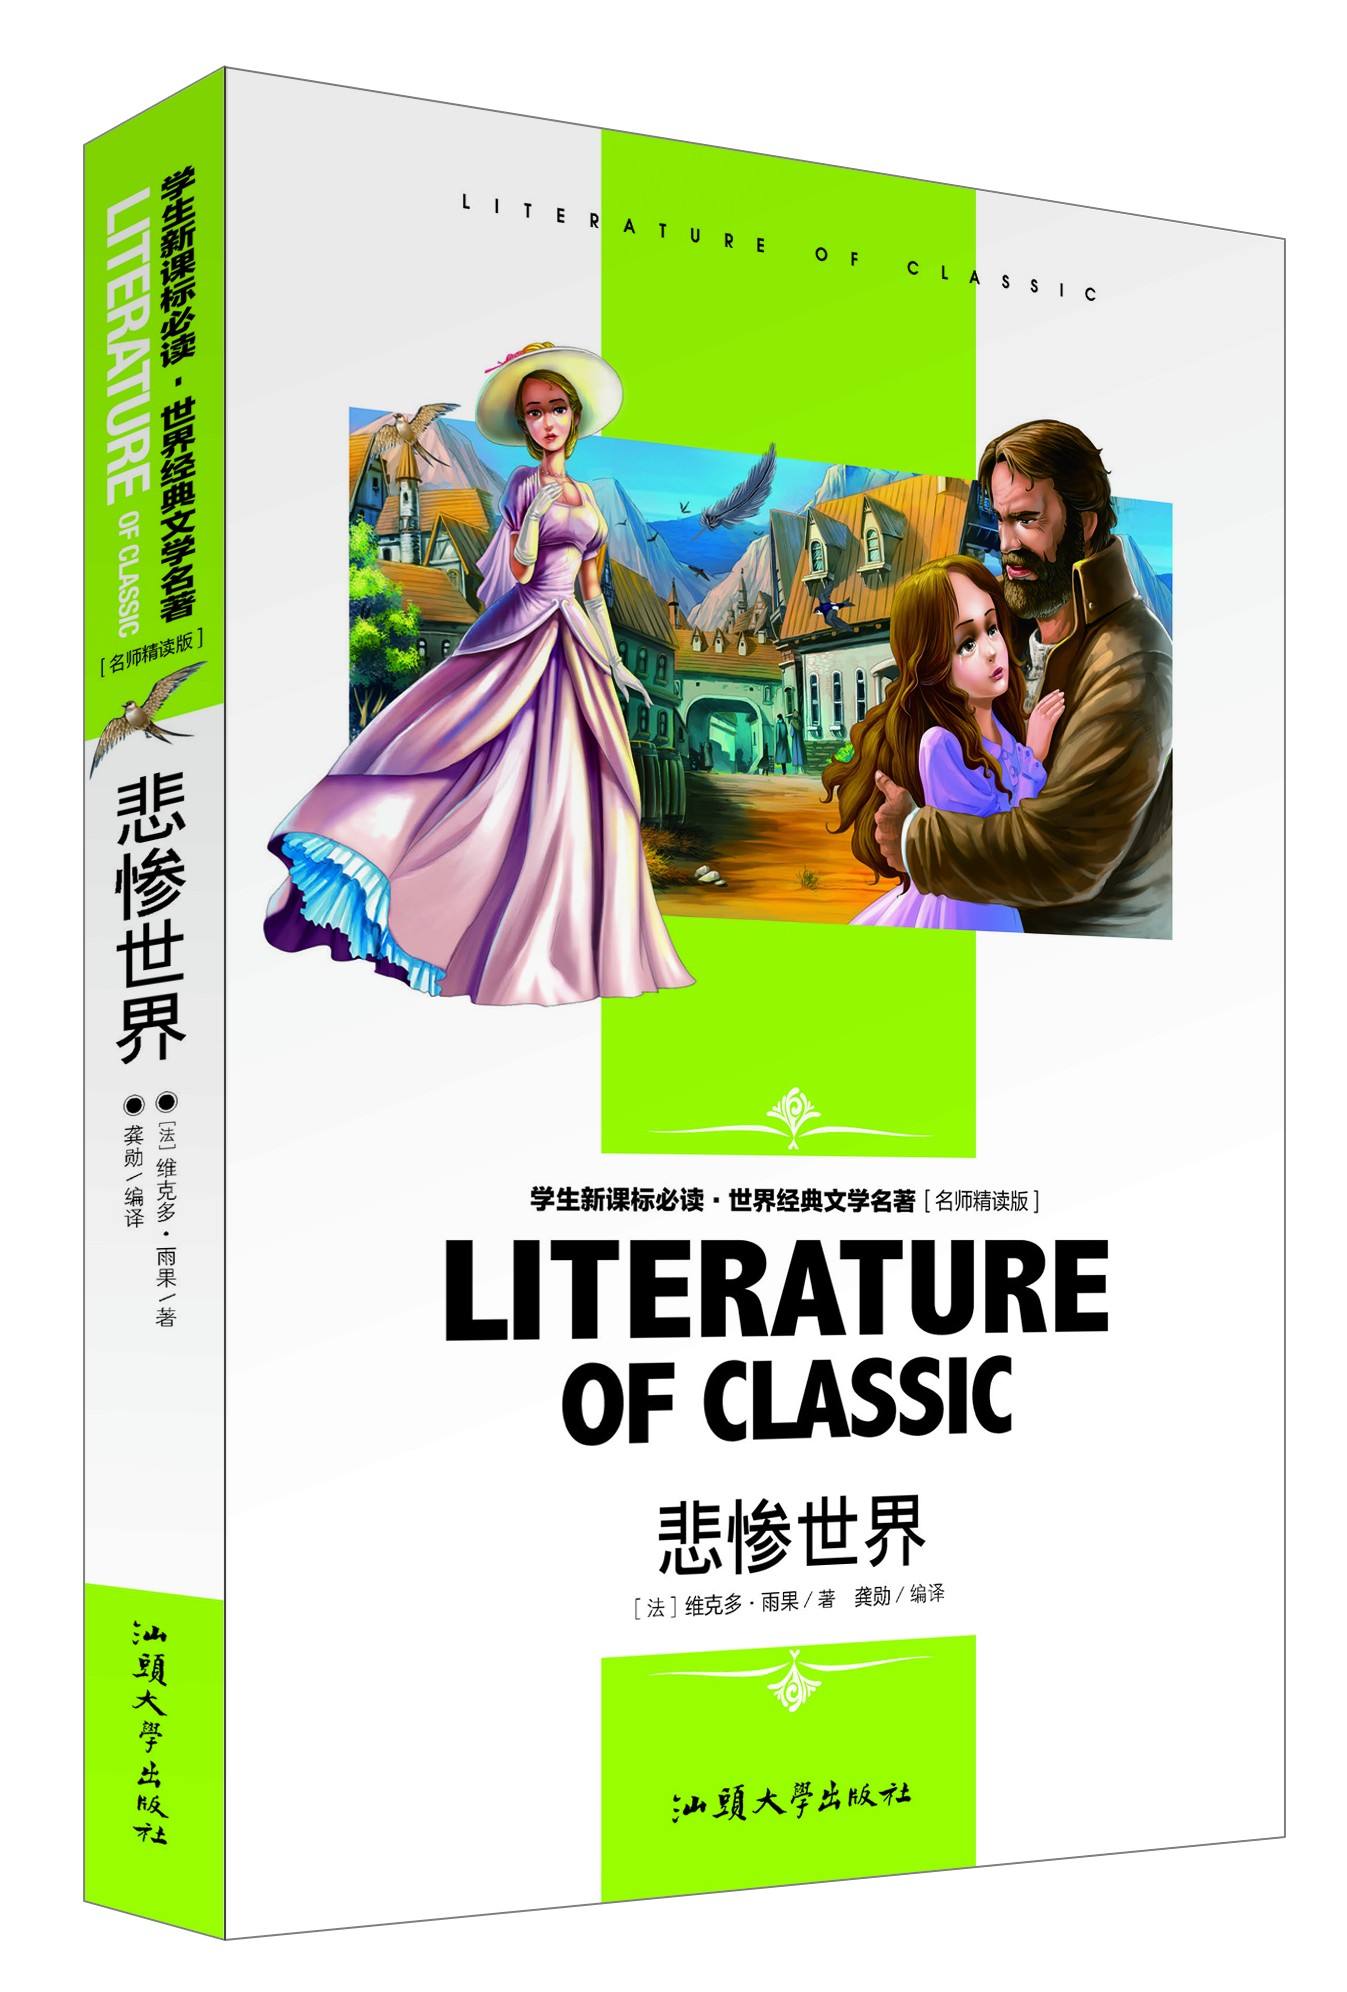 学生新课标必读·世界经典文学名著
LITERATURE OF CLASSIC
[名师精读版]
悲惨世界
[法]维克多·雨果/著
龚勋/编译
汕頭大學出版社
LITERATURE OF CLASSIC
学生新课标必读·世界经典文学名著[名师精读版]
LITERATURE
OF CLASSIC
悲惨世界
[法]维克多·雨果/著 龚勋/编译
汕頭大學出版社